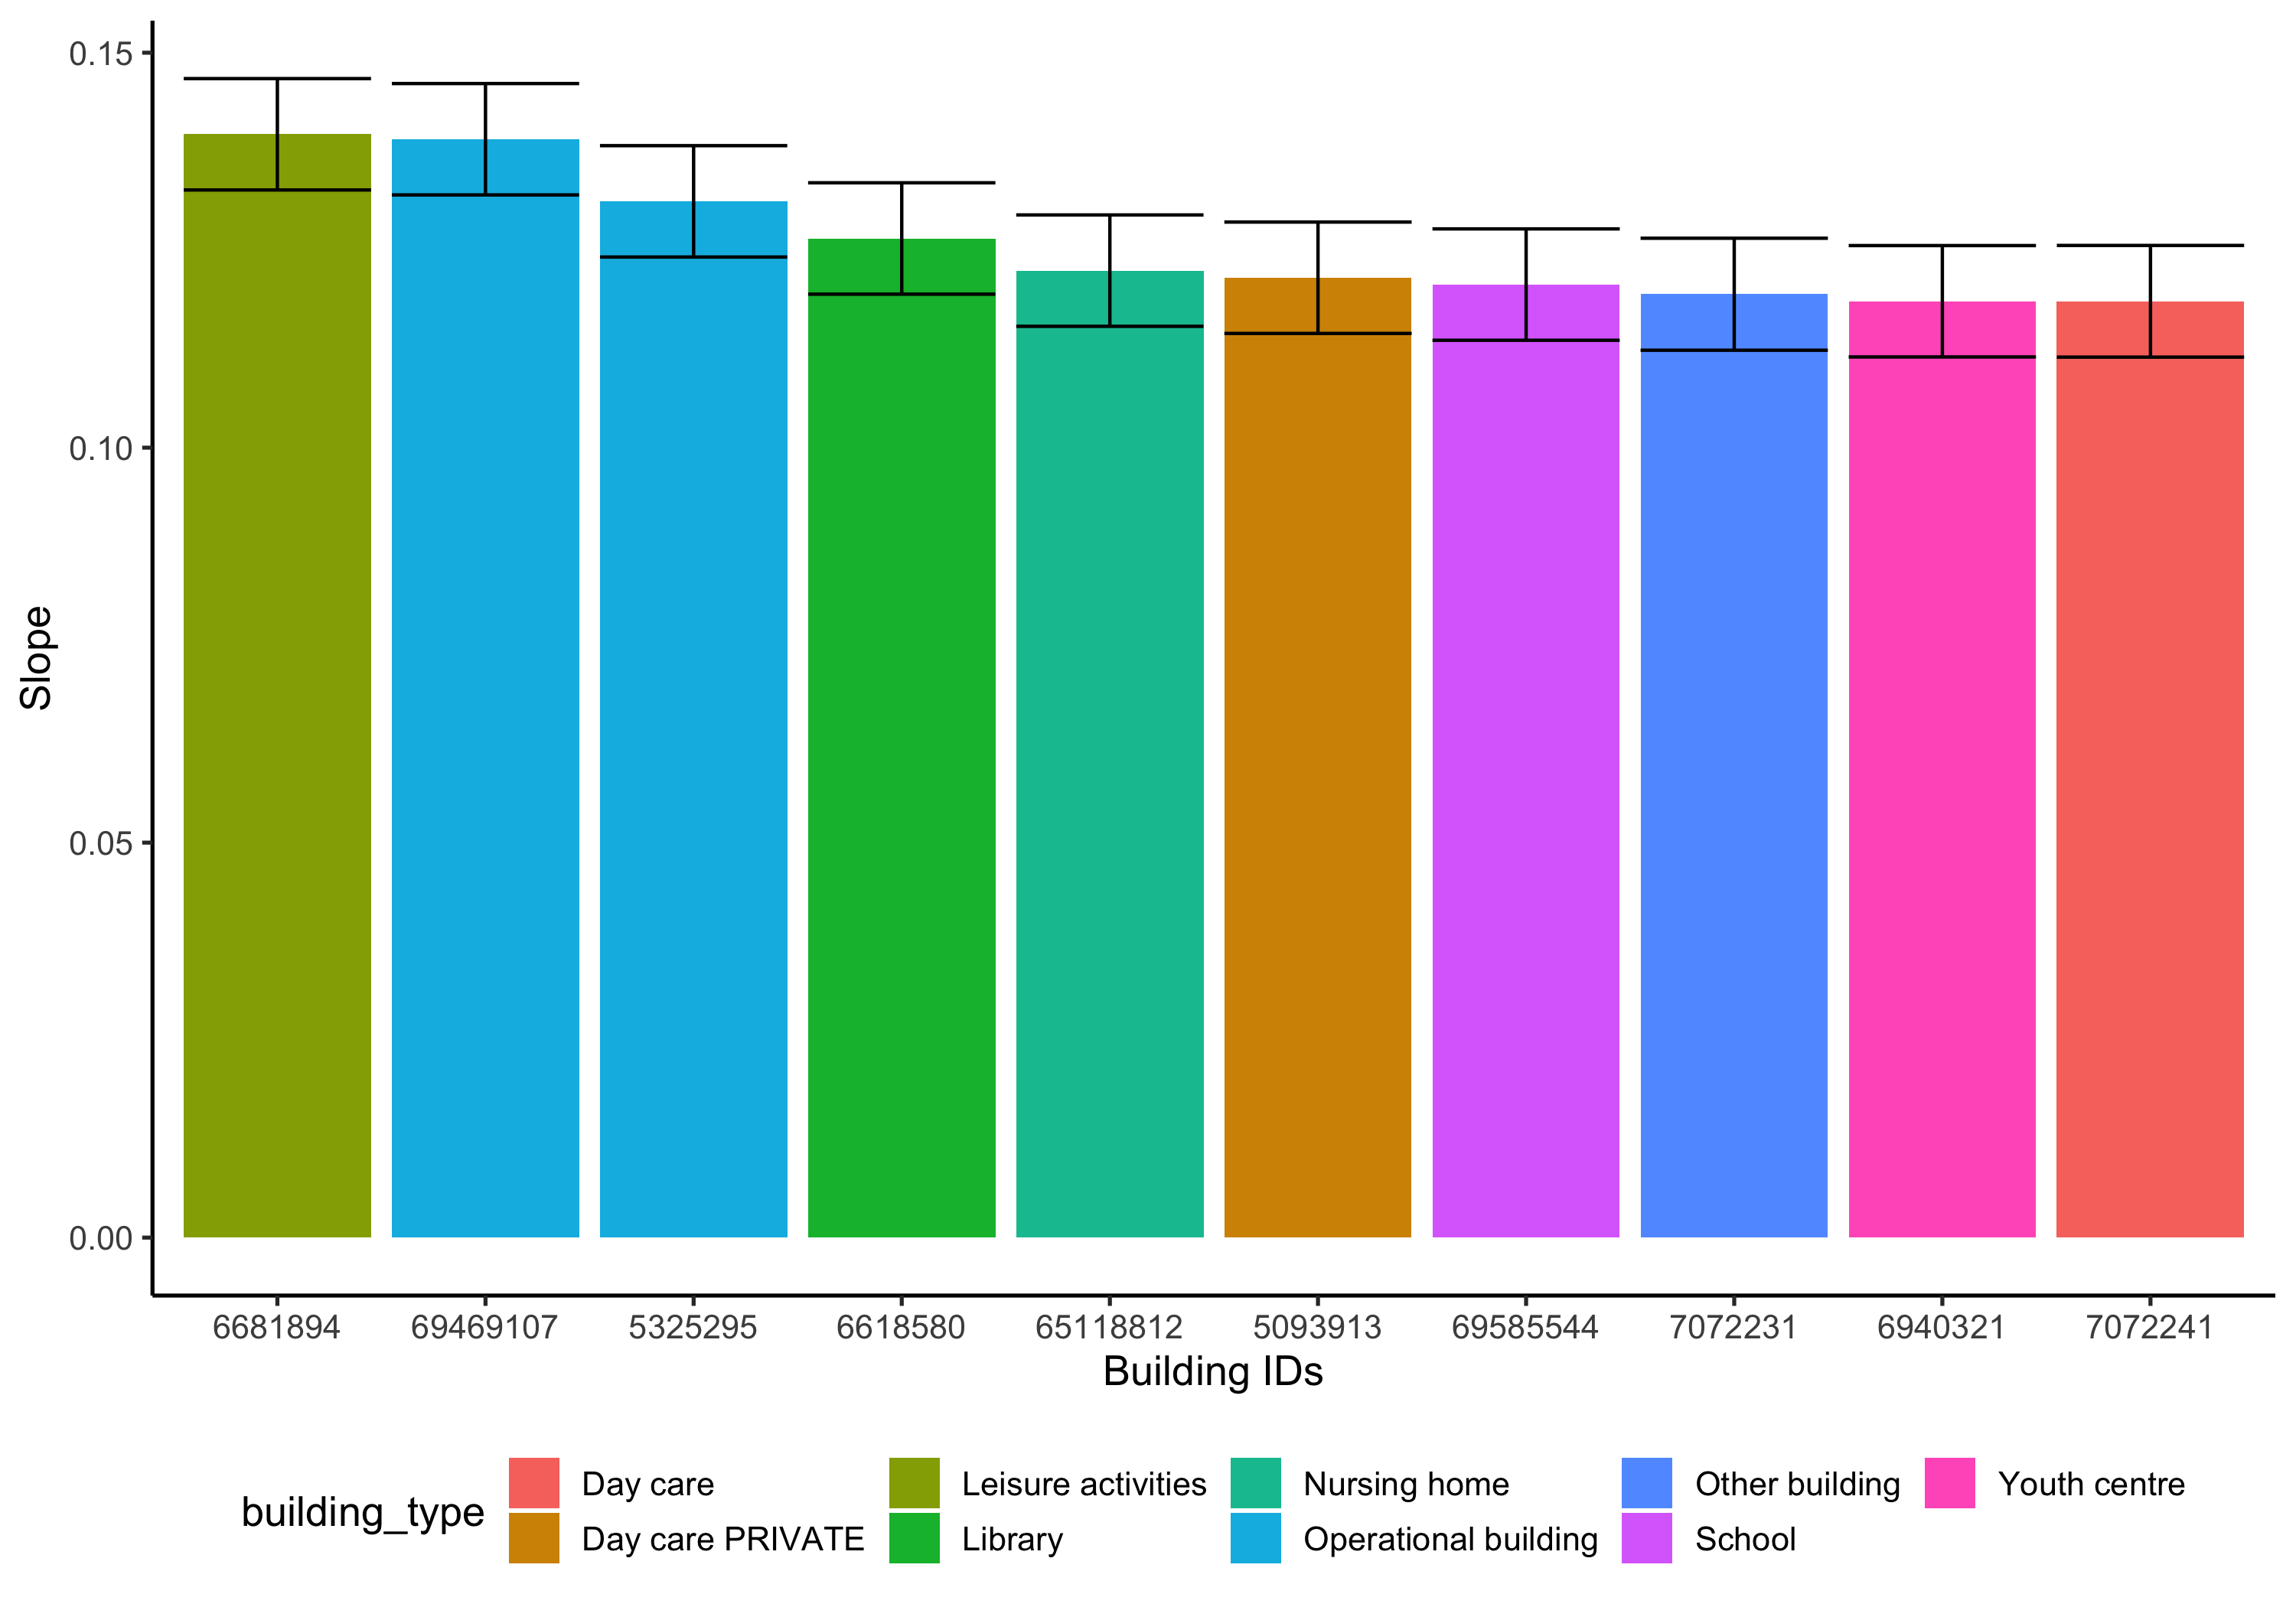 0.15
0.10
0.05
0.00
Slope
6681894 69469107 5325295 6618580 65118812 5093913 69585544 7072231 6940321 7072241
Building IDs
building_type
Day care Leisure activities Nursing home Other building Youth centre
Day care PRIVATE Library Operational building School